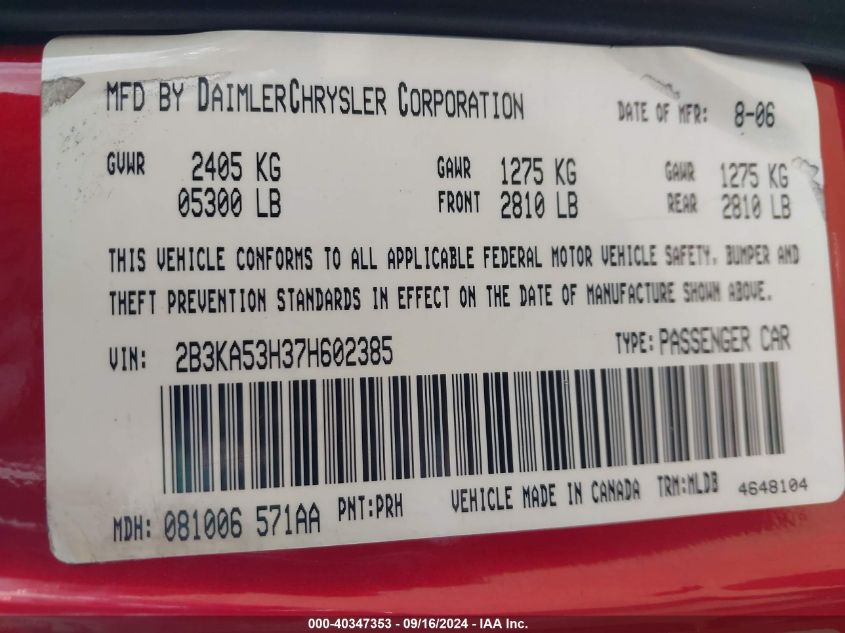 MFD BY DAIMLERCHRYSLER CORPORATION DATE OF MFR: 8-06
GVWR 2405 KG GAWR 1275 KG GAWR 1275 KG
05300 LB FRONT 2810 LB REAR 2810 LB
THIS VEHICLE CONFORMS TO ALL APPLICABLE FEDERAL MOTOR VEHICLE SAFETY, BUMPER AND
THEFT PREVENTION STANDARDS IN EFFECT ON THE DATE OF MANUFACTURE SHOWN ABOVE.
VIN: 2B3KA53H37H602385 TYPE: PASSENGER CAR
MDH: 081006 571AA PNT:PRH VEHICLE MADE IN CANADA TRM:MLDB 4648104
000-40347353 - 09/16/2024 - IAA Inc.